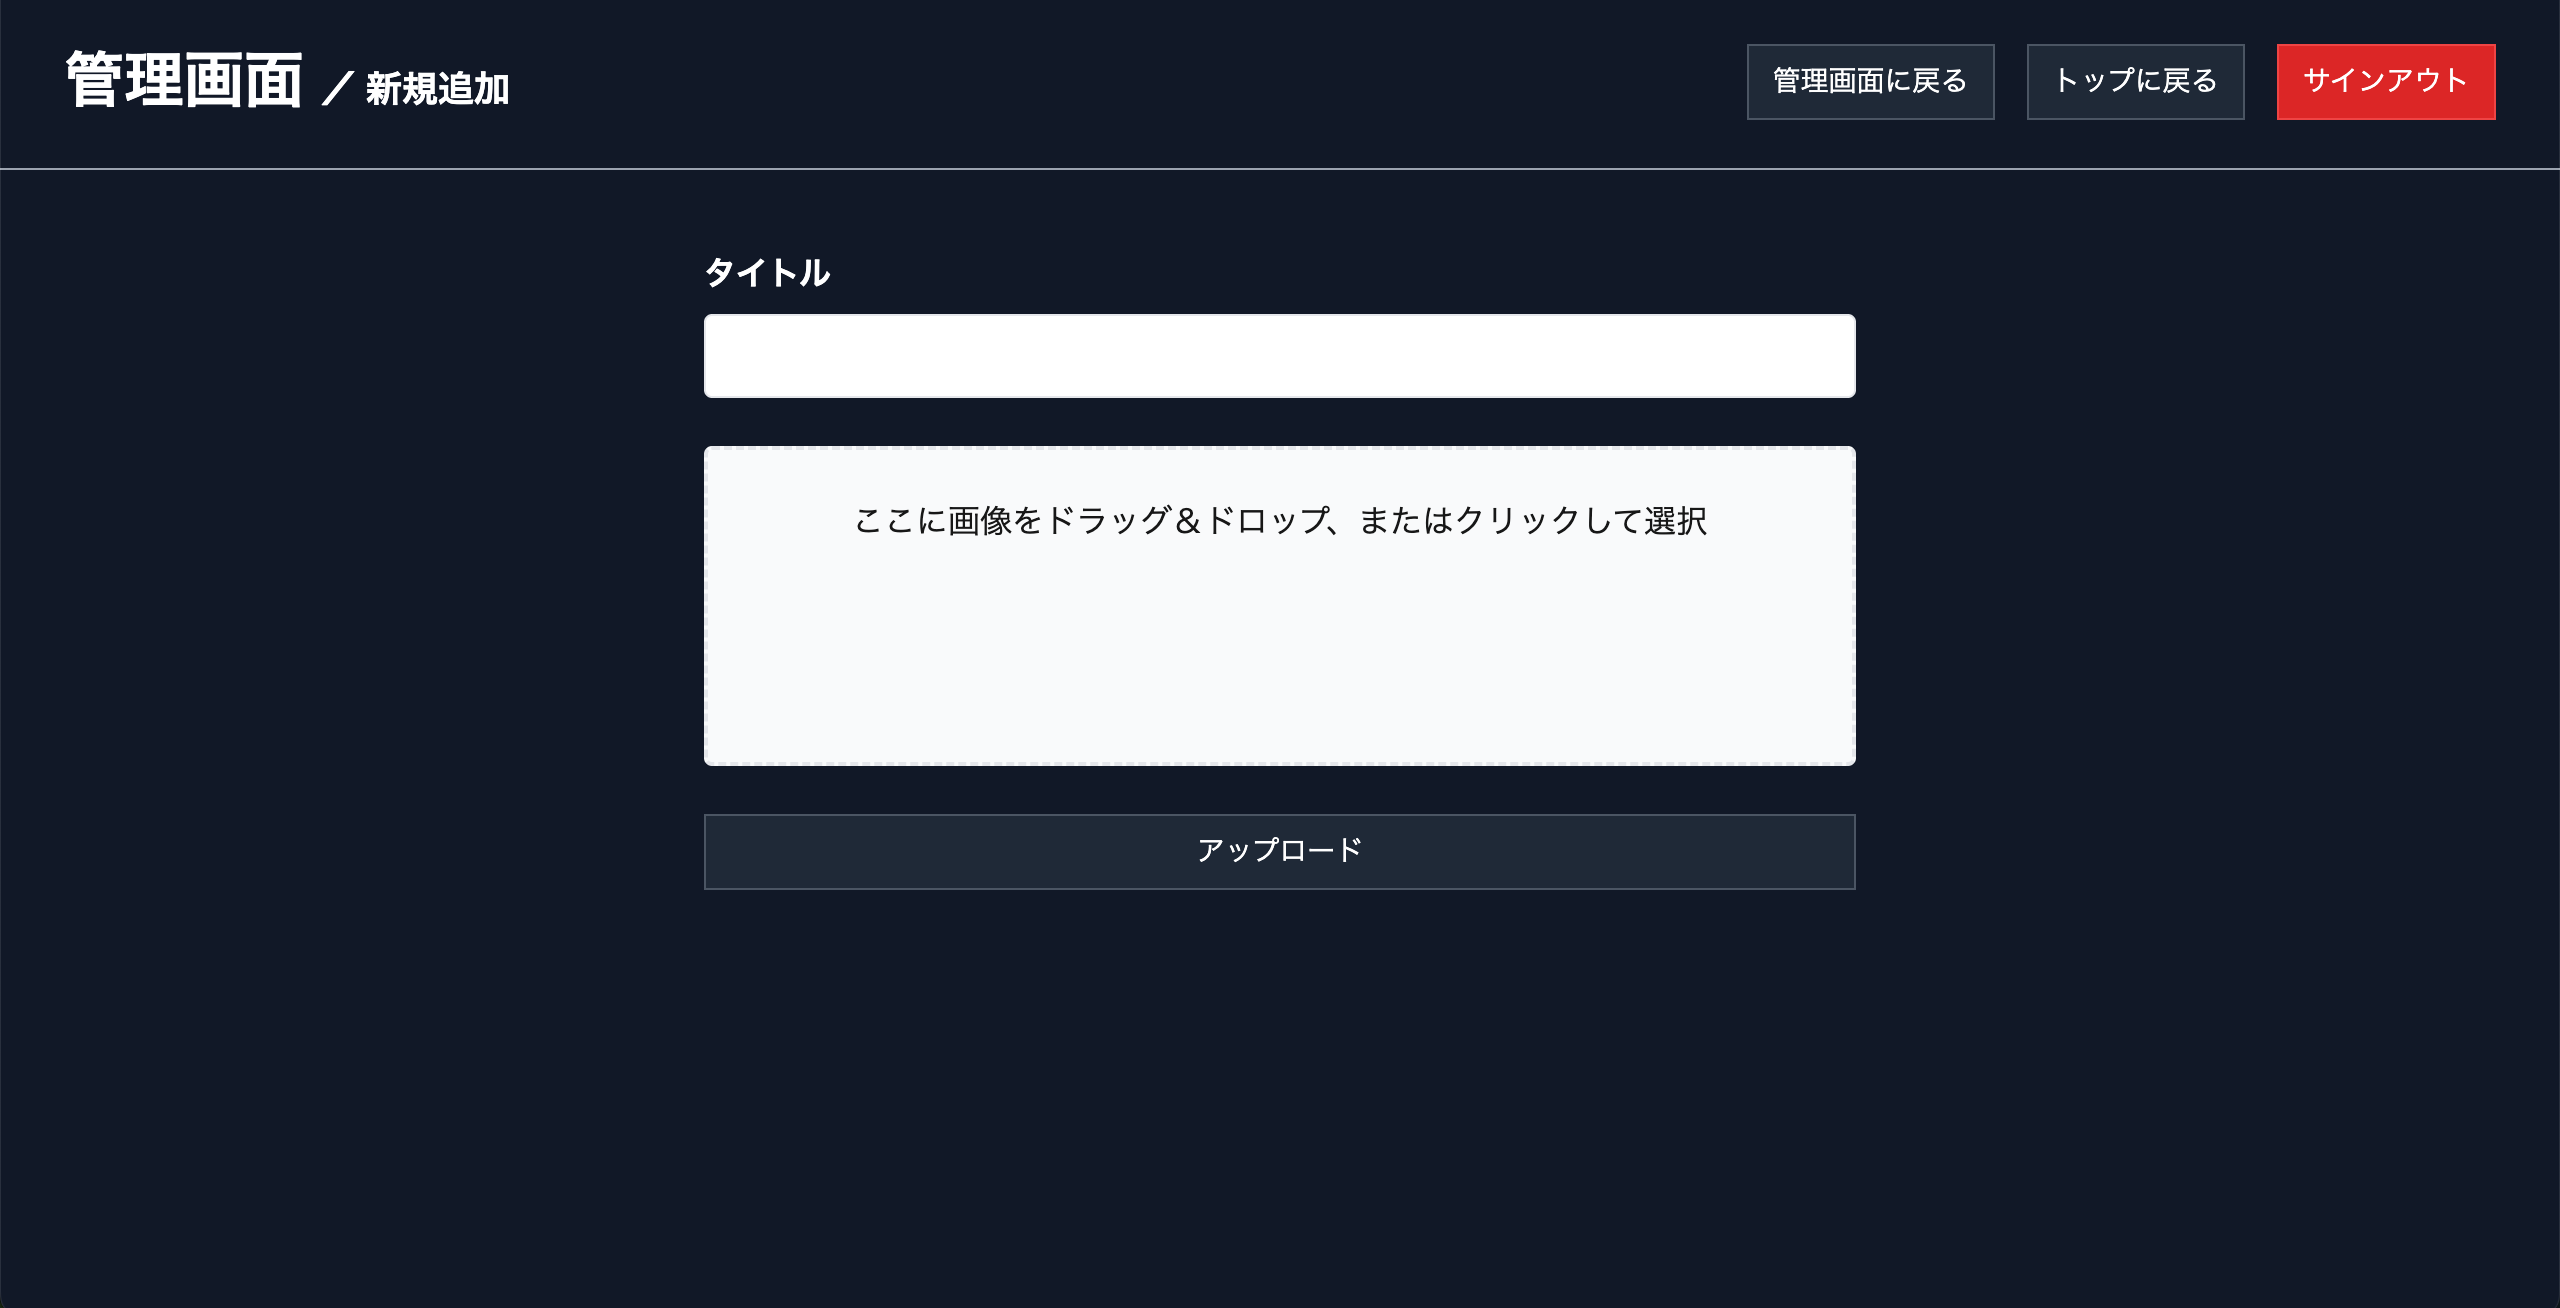 管理画面 / 新規追加
管理画面に戻る
トップに戻る
サインアウト
タイトル
ここに画像をドラッグ＆ドロップ、またはクリックして選択
アップロード